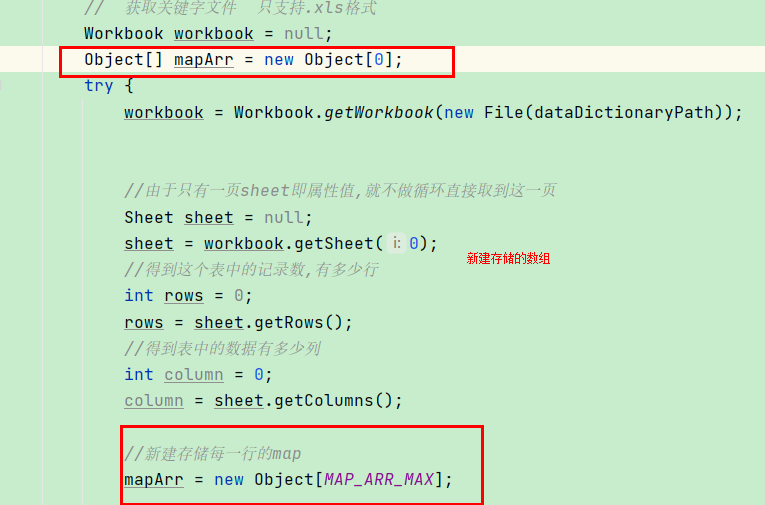 // 获取关键字文件 只支持.xls格式
Workbook workbook = null;
Object[] mapArr = new Object[0];
try {
workbook = Workbook.getWorkbook(new File(dataDictionaryPath));
//由于只有一页sheet即属性值,就不做循环直接取到这一页
Sheet sheet = null;
sheet = workbook.getSheet( i: 0);
新建存储的数组
//得到这个表中的记录数,有多少行
int rows = 0;
rows = sheet.getRows();
//得到表中的数据有多少列
int column = 0;
column = sheet.getColumns();
//新建存储每一行的map
mapArr = new Object[MAP_ARR_MAX];